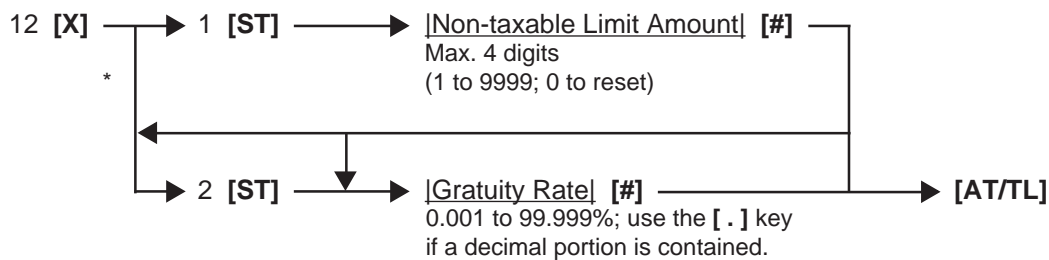 12 [X] 1 [ST] |Non-taxable Limit Amount| [#]
Max. 4 digits
* (1 to 9999; 0 to reset)
2 [ST] |Gratuity Rate| [#] [AT/TL]
0.001 to 99.999%; use the [ . ] key
if a decimal portion is contained.